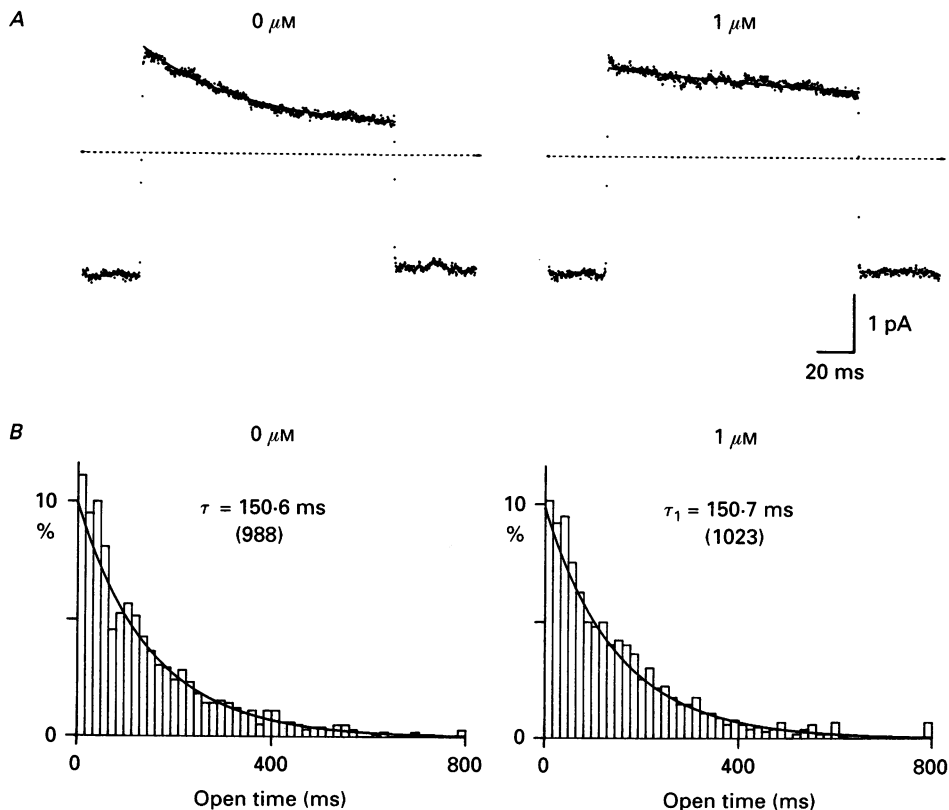 A
0 μM
1 μM
1 pA
20 ms
B
0 μM
1 μM
10
%
0
τ = 150·6 ms
(988)
0
400
800
Open time (ms)
10
%
0
τ₁ = 150·7 ms
(1023)
0
400
800
Open time (ms)